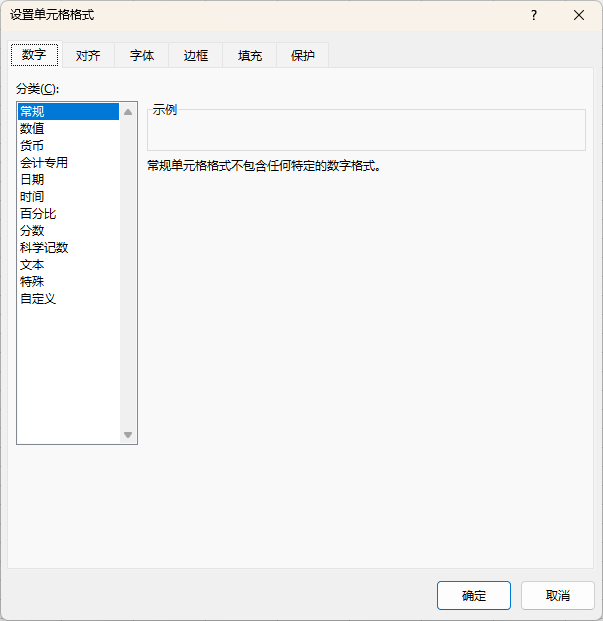 设置单元格格式
?
数字 对齐 字体 边框 填充 保护
分类(C):
常规
数值
货币
会计专用
日期
时间
百分比
分数
科学记数
文本
特殊
自定义
示例
常规单元格格式不包含任何特定的数字格式。
确定 取消